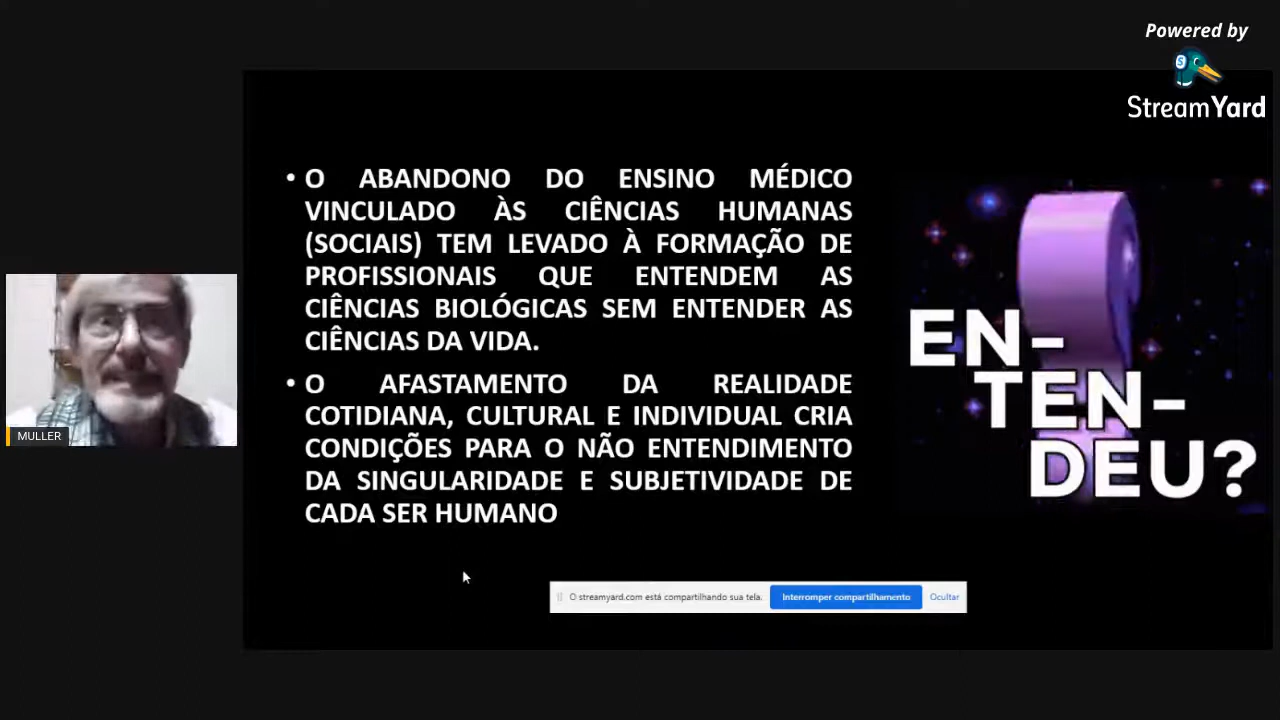 Powered by
StreamYard
• O ABANDONO DO ENSINO MÉDICO
VINCULADO ÀS CIÊNCIAS HUMANAS
(SOCIAIS) TEM LEVADO À FORMAÇÃO DE
PROFISSIONAIS QUE ENTENDEM AS
CIÊNCIAS BIOLÓGICAS SEM ENTENDER AS
CIÊNCIAS DA VIDA.
• O AFASTAMENTO DA REALIDADE
COTIDIANA, CULTURAL E INDIVIDUAL CRIA
CONDIÇÕES PARA O NÃO ENTENDIMENTO
DA SINGULARIDADE E SUBJETIVIDADE DE
CADA SER HUMANO
EN-
TEN-
DEU?
MULLER
O streamyard.com está compartilhando sua tela. Interromper compartilhamento Ocultar